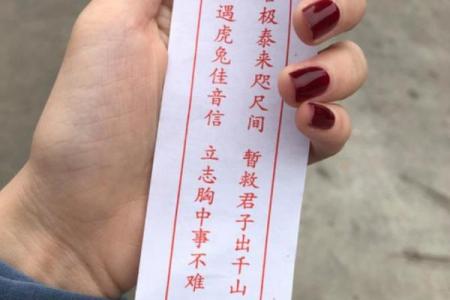 极泰来咫尺间 暂救君子出千山
遇虎兔佳音信 立志胸中事不难